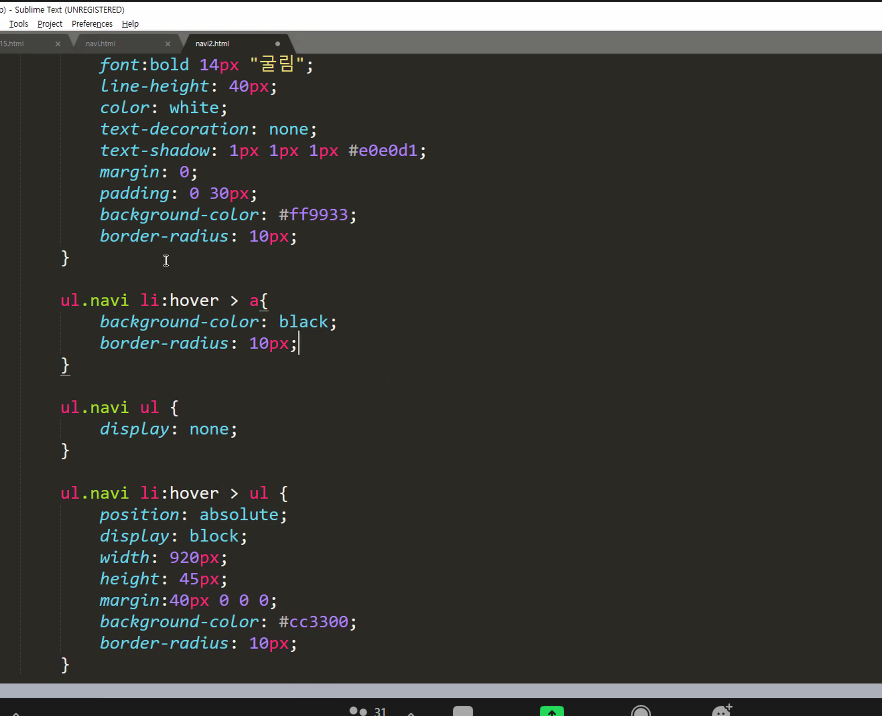 o) - Sublime Text (UNREGISTERED)
Tools Project Preferences Help
15.html × navi.html × navi2.html
font:bold 14px "굴림";
line-height: 40px;
color: white;
text-decoration: none;
text-shadow: 1px 1px 1px #e0e0d1;
margin: 0;
padding: 0 30px;
background-color: #ff9933;
border-radius: 10px;
}
ul.navi li:hover > a{
background-color: black;
border-radius: 10px;
}
ul.navi ul {
display: none;
}
ul.navi li:hover > ul {
position: absolute;
display: block;
width: 920px;
height: 45px;
margin:40px 0 0 0;
background-color: #cc3300;
border-radius: 10px;
}
31